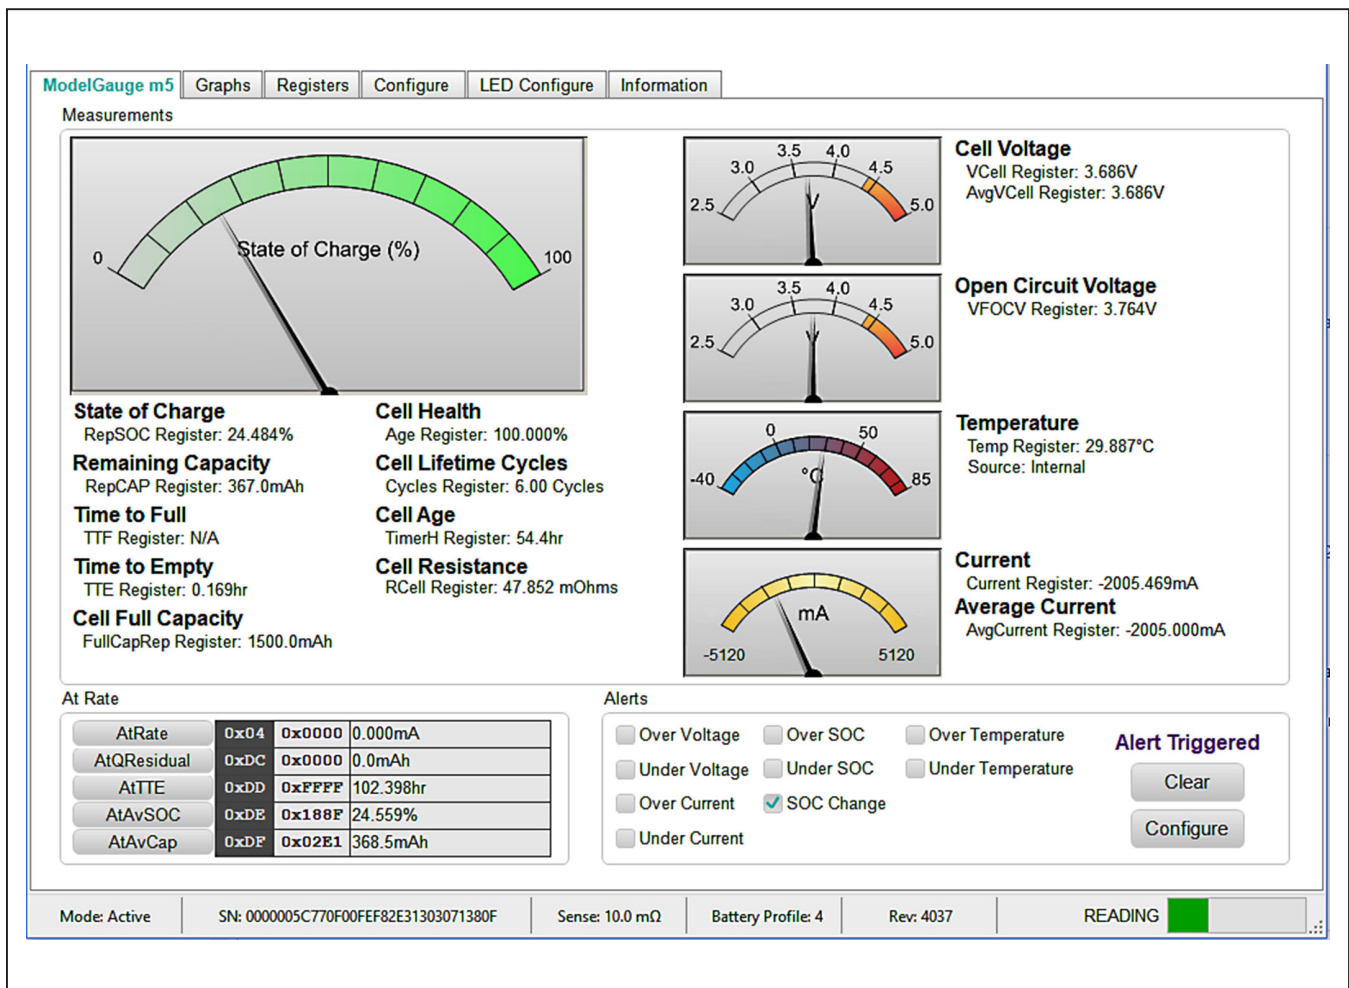 ModelGauge m5 Graphs Registers Configure LED Configure Information
Measurements
0
State of Charge (%)
100
State of Charge
RepSOC Register: 24.484%
Remaining Capacity
RepCAP Register: 367.0mAh
Time to Full
TTF Register: N/A
Time to Empty
TTE Register: 0.169hr
Cell Full Capacity
FullCapRep Register: 1500.0mAh
Cell Health
Age Register: 100.000%
Cell Lifetime Cycles
Cycles Register: 6.00 Cycles
Cell Age
TimerH Register: 54.4hr
Cell Resistance
RCell Register: 47.852 mOhms
2.5 3.0 3.5 4.0 4.5 5.0
V
Cell Voltage
VCell Register: 3.686V
AvgVCell Register: 3.686V
2.5 3.0 3.5 4.0 4.5 5.0
V
Open Circuit Voltage
VFOCV Register: 3.764V
-40 0 50 85
°C
Temperature
Temp Register: 29.887°C
Source: Internal
mA
-5120 5120
Current
Current Register: -2005.469mA
Average Current
AvgCurrent Register: -2005.000mA
At Rate
AtRate 0x04 0x0000 0.000mA
AtQResidual 0xDC 0x0000 0.0mAh
AtTTE 0xDD 0xFFFF 102.398hr
AtAvSOC 0xDE 0x188F 24.559%
AtAvCap 0xDF 0x02E1 368.5mAh
Alerts
Over Voltage Over SOC Over Temperature
Under Voltage Under SOC Under Temperature
Over Current SOC Change
Under Current
Alert Triggered
Clear
Configure
Mode: Active SN: 0000005C770F00FEF82E31303071380F Sense: 10.0 mΩ Battery Profile: 4 Rev: 4037 READING